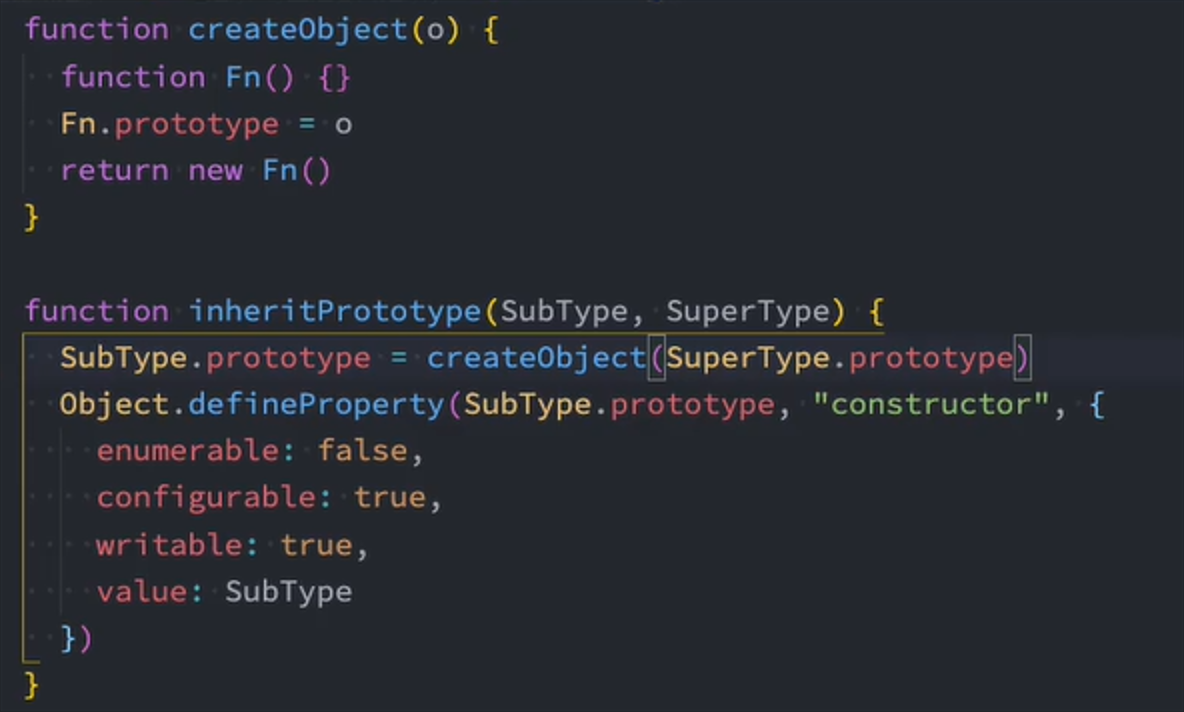 function createObject(o) {
  function Fn() {}
  Fn.prototype = o
  return new Fn()
}

function inheritPrototype(SubType, SuperType) {
  SubType.prototype = createObject(SuperType.prototype)
  Object.defineProperty(SubType.prototype, "constructor", {
    enumerable: false,
    configurable: true,
    writable: true,
    value: SubType
  })
}